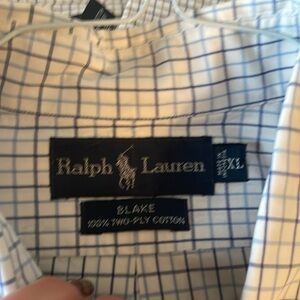 Ralph Lauren
XL
BLAKE
100% TWO-PLY COTTON